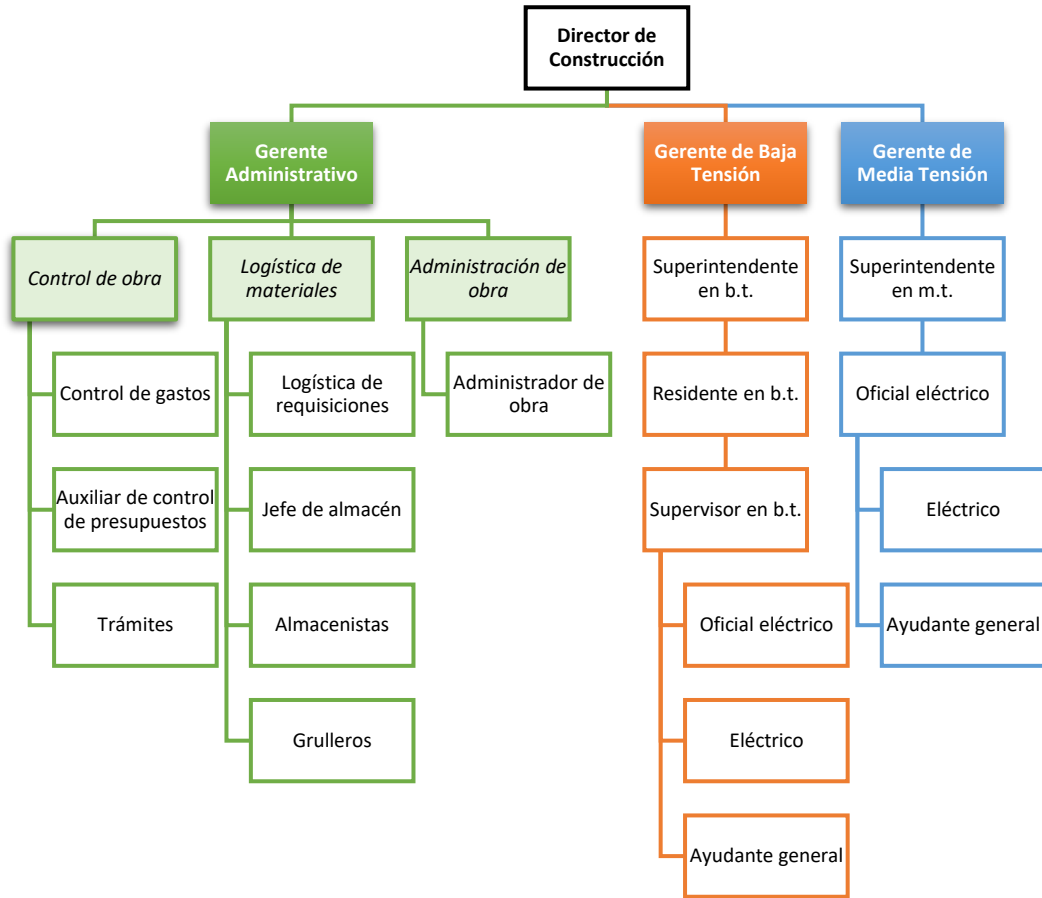 Director de
Construcción
Gerente
Administrativo
Gerente de Baja
Tensión
Gerente de
Media Tensión
Control de obra
Logística de
materiales
Administración de
obra
Superintendente
en b.t.
Superintendente
en m.t.
Control de gastos
Logística de
requisiciones
Administrador de
obra
Residente en b.t.
Oficial eléctrico
Auxiliar de control
de presupuestos
Jefe de almacén
Supervisor en b.t.
Eléctrico
Trámites
Almacenistas
Oficial eléctrico
Ayudante general
Grulleros
Eléctrico
Ayudante general